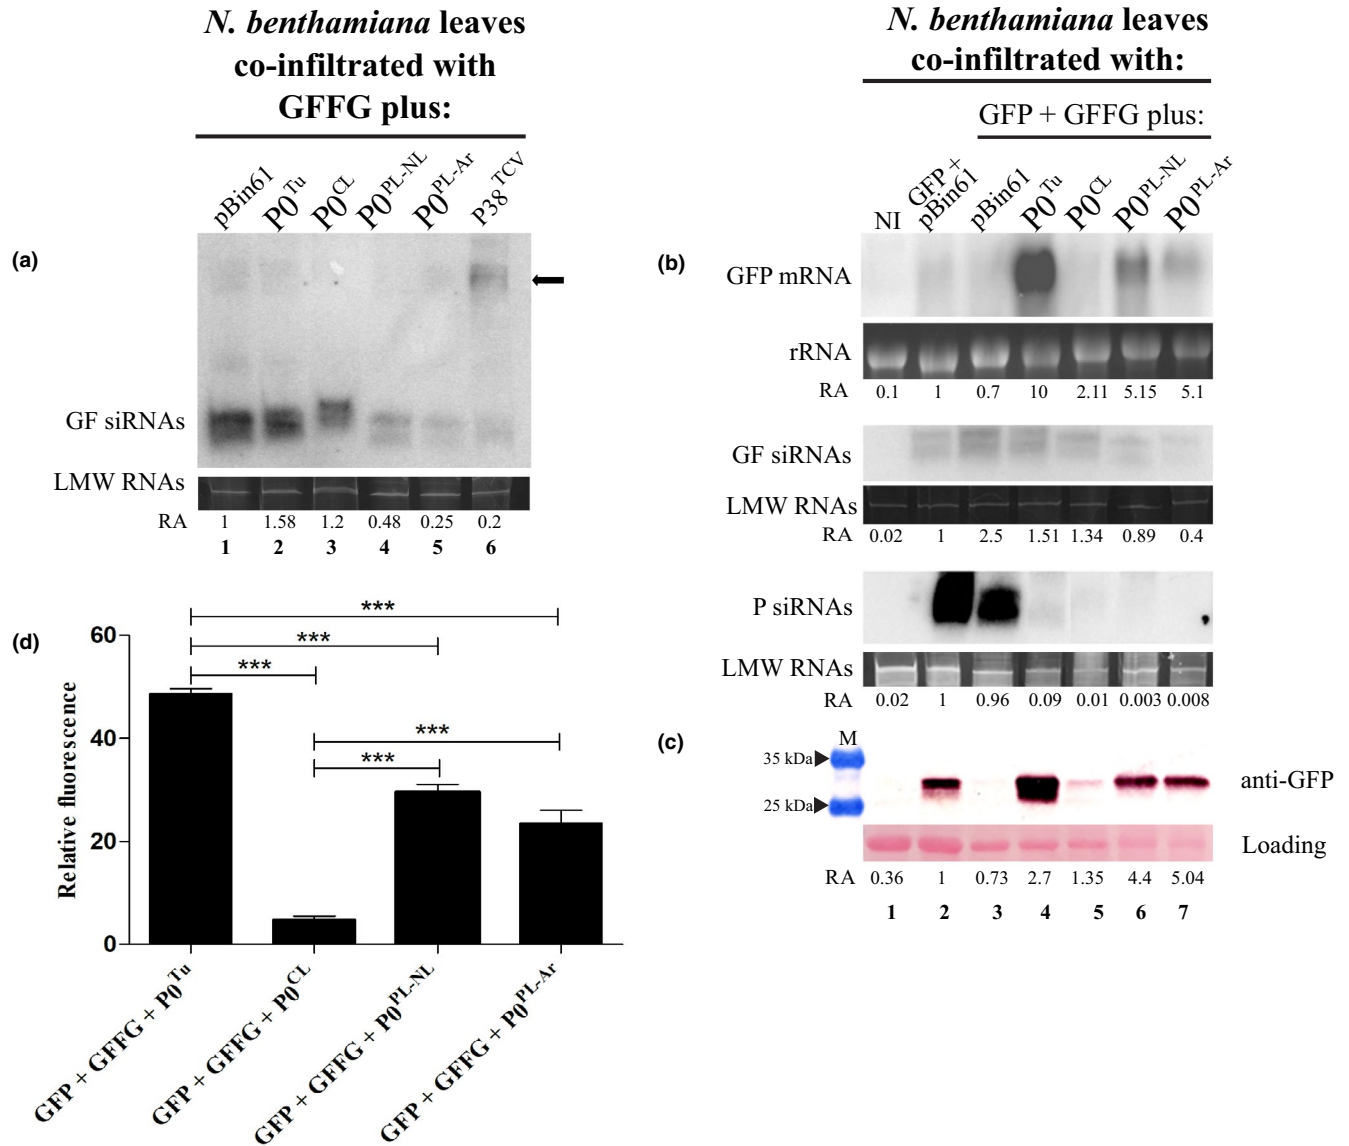 N. benthamiana leaves
co-infiltrated with
GFFG plus:
pBin61 P0Tu P0CL P0PL-NL P0PL-Ar P38TCV
(a)
GF siRNAs
LMW RNAs
RA 1 1.58 1.2 0.48 0.25 0.2
1 2 3 4 5 6
N. benthamiana leaves
co-infiltrated with:
GFP + GFFG plus:
NI GFP + pBin61 pBin61 P0Tu P0CL P0PL-NL P0PL-Ar
(b)
GFP mRNA
rRNA
RA 0.1 1 0.7 10 2.11 5.15 5.1
GF siRNAs
LMW RNAs
RA 0.02 1 2.5 1.51 1.34 0.89 0.4
P siRNAs
LMW RNAs
RA 0.02 1 0.96 0.09 0.01 0.003 0.008
(c)
M
35 kDa
25 kDa
anti-GFP
Loading
RA 0.36 1 0.73 2.7 1.35 4.4 5.04
1 2 3 4 5 6 7
(d)
***
***
***
***
***
60
40
20
0
Relative fluorescence
GFP + GFFG + P0Tu
GFP + GFFG + P0CL
GFP + GFFG + P0PL-NL
GFP + GFFG + P0PL-Ar